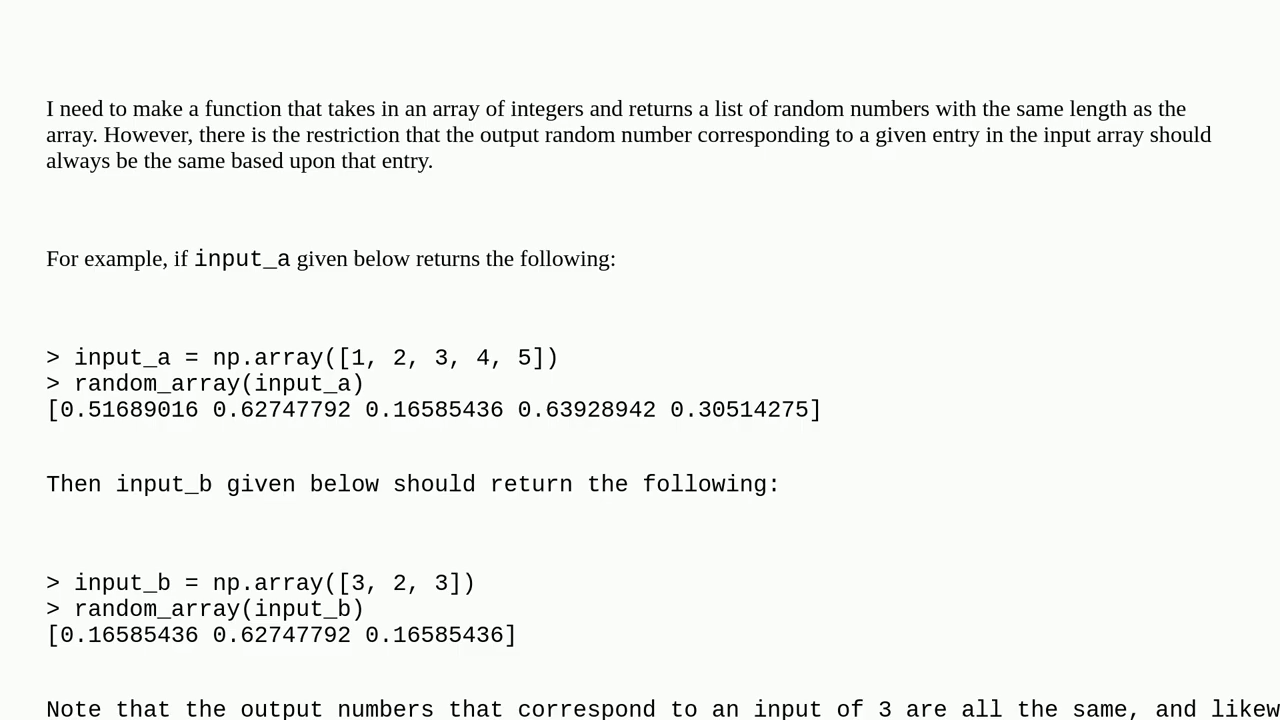 I need to make a function that takes in an array of integers and returns a list of random numbers with the same length as the
array. However, there is the restriction that the output random number corresponding to a given entry in the input array should
always be the same based upon that entry.
For example, if input_a given below returns the following:
> input_a = np.array([1, 2, 3, 4, 5])
> random_array(input_a)
[0.51689016 0.62747792 0.16585436 0.63928942 0.30514275]
Then input_b given below should return the following:
> input_b = np.array([3, 2, 3])
> random_array(input_b)
[0.16585436 0.62747792 0.16585436]
Note that the output numbers that correspond to an input of 3 are all the same, and